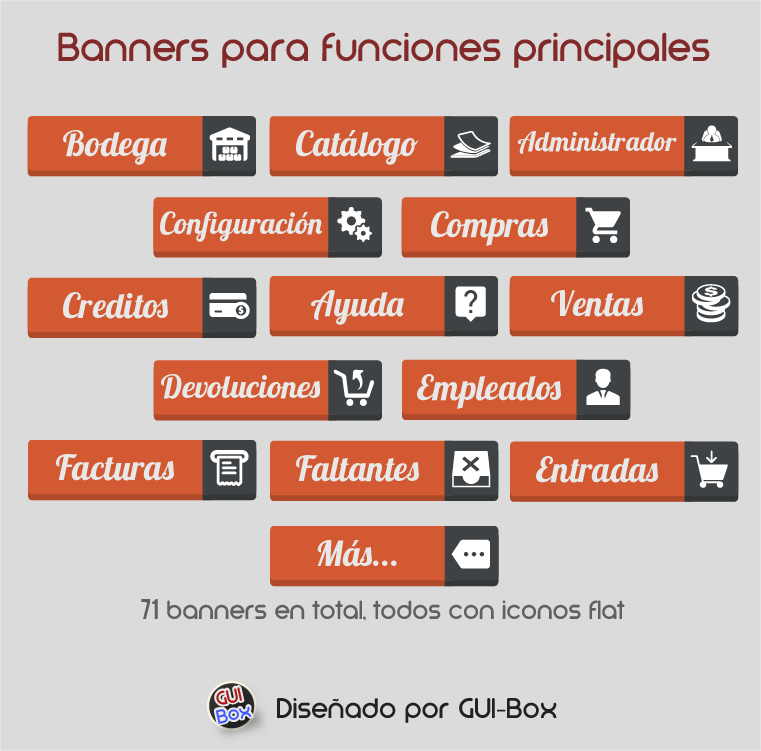 Banners para funciones principales
Bodega
Catálogo
Administrador
Configuración
Compras
Creditos
Ayuda
Ventas
Devoluciones
Empleados
Facturas
Faltantes
Entradas
Más...
71 banners en total, todos con iconos flat
GUI
Box
Diseñado por GUI-Box